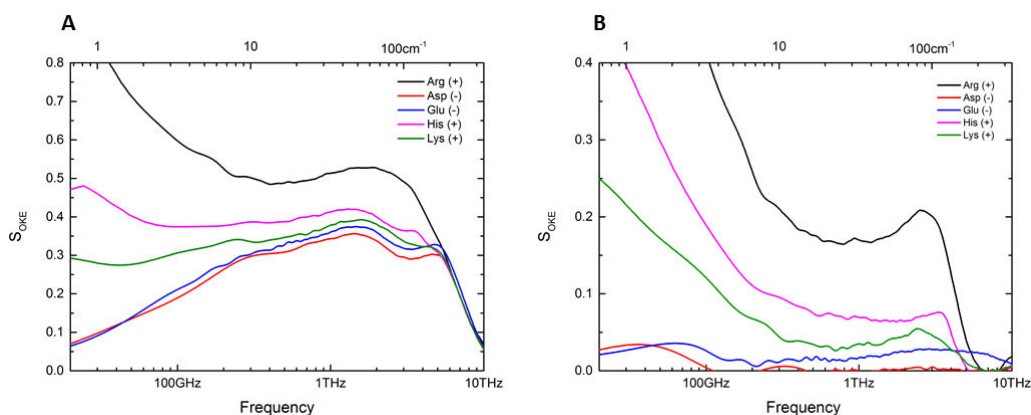 A
1 10 100cm⁻¹
0.8
0.7
0.6
0.5
0.4
0.3
0.2
0.1
0.0
S_OKE
Arg (+)
Asp (-)
Glu (-)
His (+)
Lys (+)
100GHz 1THz 10THz
Frequency
B
1 10 100cm⁻¹
0.4
0.3
0.2
0.1
0.0
S_OKE
Arg (+)
Asp (-)
Glu (-)
His (+)
Lys (+)
100GHz 1THz 10THz
Frequency